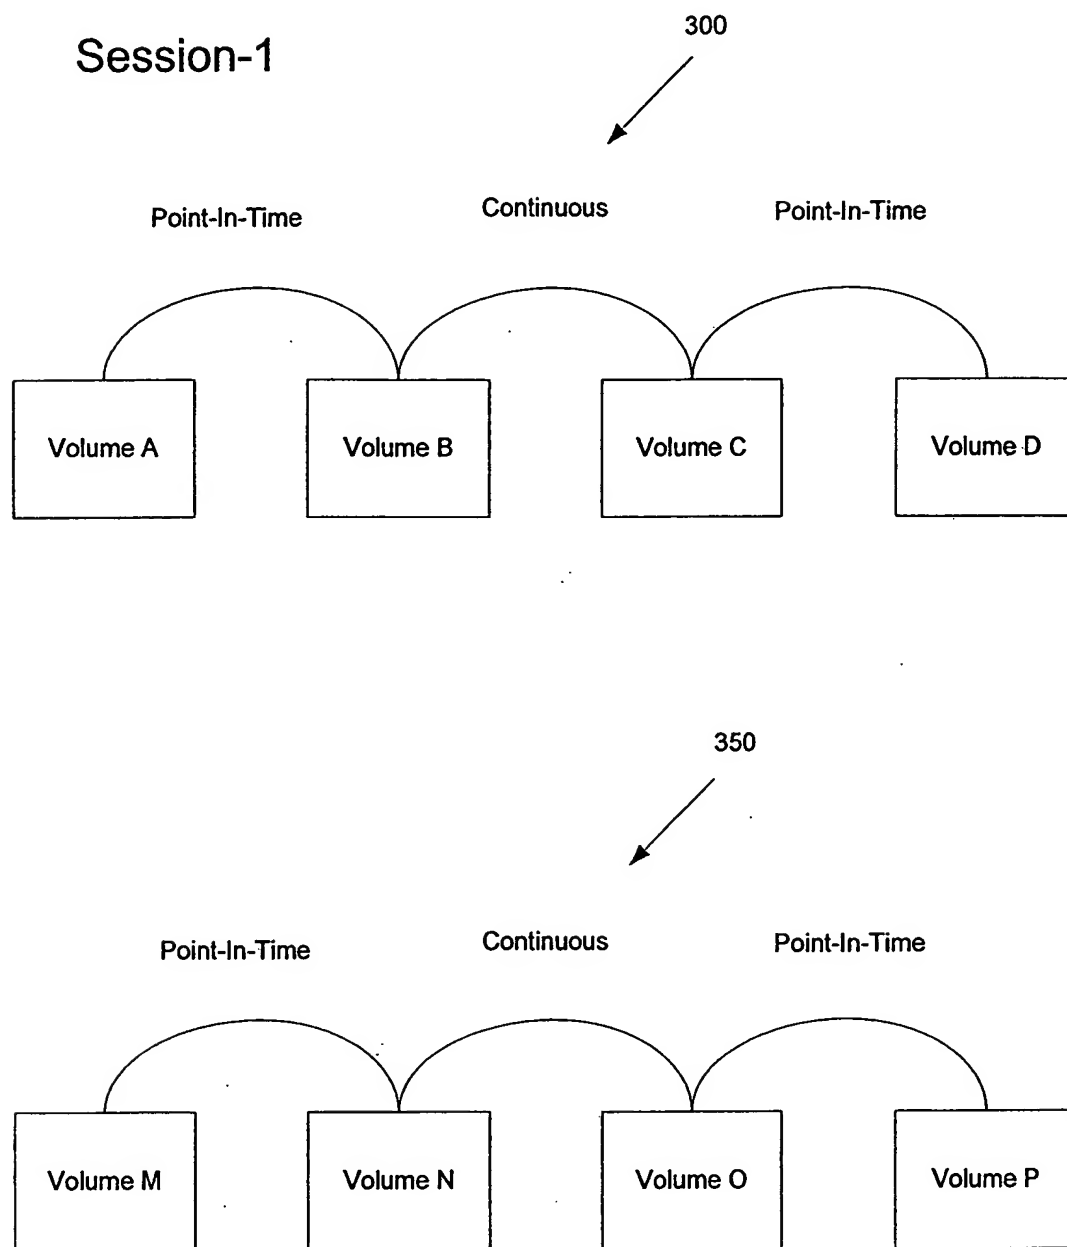 Session-1
300
Point-In-Time
Continuous
Point-In-Time
Volume A
Volume B
Volume C
Volume D
350
Point-In-Time
Continuous
Point-In-Time
Volume M
Volume N
Volume O
Volume P